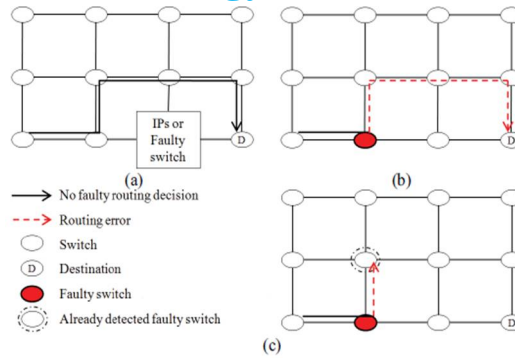 IPs or
Faulty
switch
D
D
(a)
(b)
No faulty routing decision
Routing error
Switch
D
Destination
Faulty switch
Already detected faulty switch
D
(c)